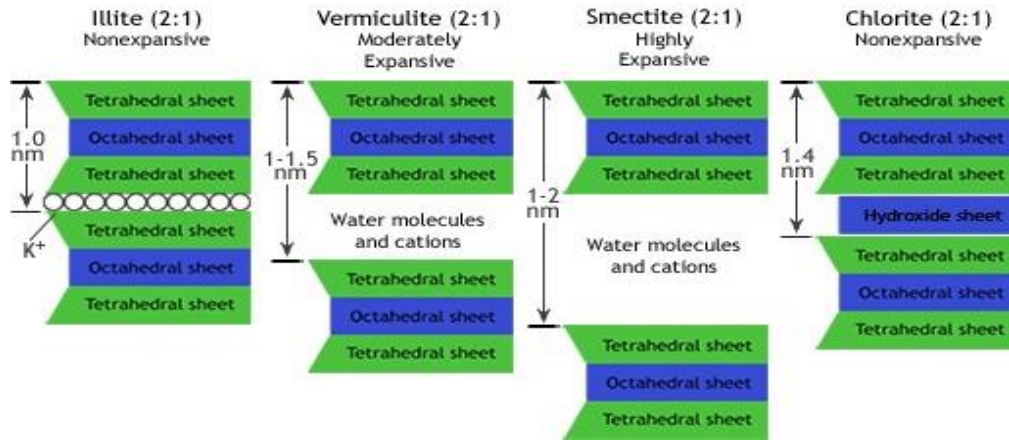 Illite (2:1)
Nonexpansive
Tetrahedral sheet
Octahedral sheet
Tetrahedral sheet
1.0
nm
K⁺
Tetrahedral sheet
Octahedral sheet
Tetrahedral sheet
Vermiculite (2:1)
Moderately
Expansive
Tetrahedral sheet
Octahedral sheet
Tetrahedral sheet
1-1.5
nm
Water molecules
and cations
Tetrahedral sheet
Octahedral sheet
Tetrahedral sheet
Smectite (2:1)
Highly
Expansive
Tetrahedral sheet
Octahedral sheet
Tetrahedral sheet
1-2
nm
Water molecules
and cations
Tetrahedral sheet
Octahedral sheet
Tetrahedral sheet
Chlorite (2:1)
Nonexpansive
Tetrahedral sheet
Octahedral sheet
Tetrahedral sheet
1.4
nm
Hydroxide sheet
Tetrahedral sheet
Octahedral sheet
Tetrahedral sheet